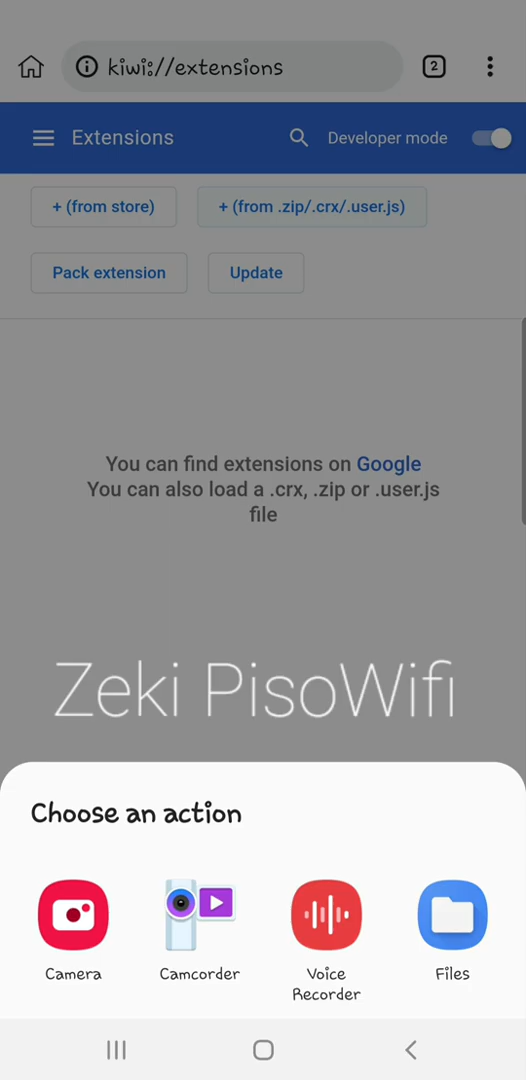 kiwi://extensions
2
Extensions
Developer mode
+ (from store)
+ (from .zip/.crx/.user.js)
Pack extension
Update
You can find extensions on Google
You can also load a .crx, .zip or .user.js
file
Zeki PisoWifi
Choose an action
Camera
Camcorder
Voice
Recorder
Files